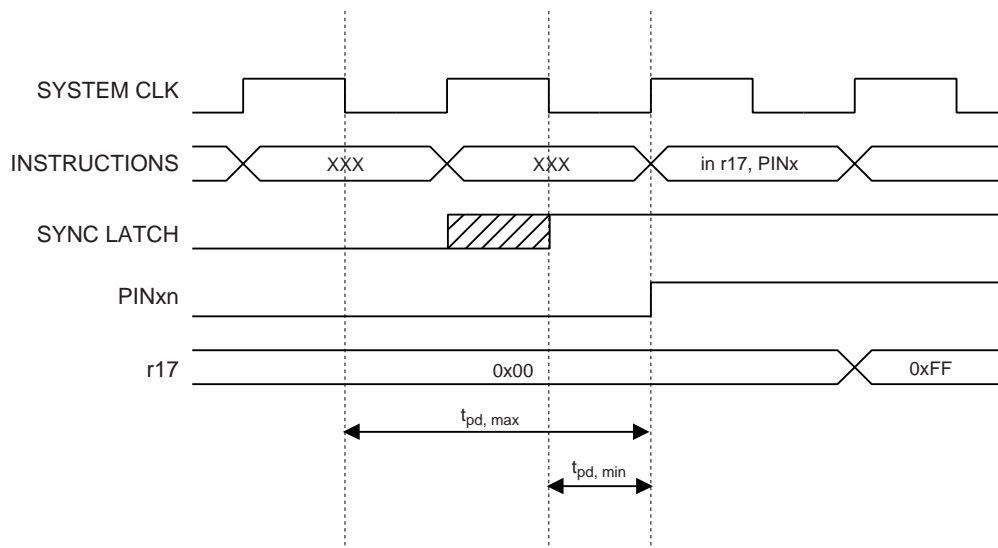 SYSTEM CLK
INSTRUCTIONS
XXX
XXX
in r17, PINx
SYNC LATCH
PINxn
r17
0x00
0xFF
tpd, max
tpd, min